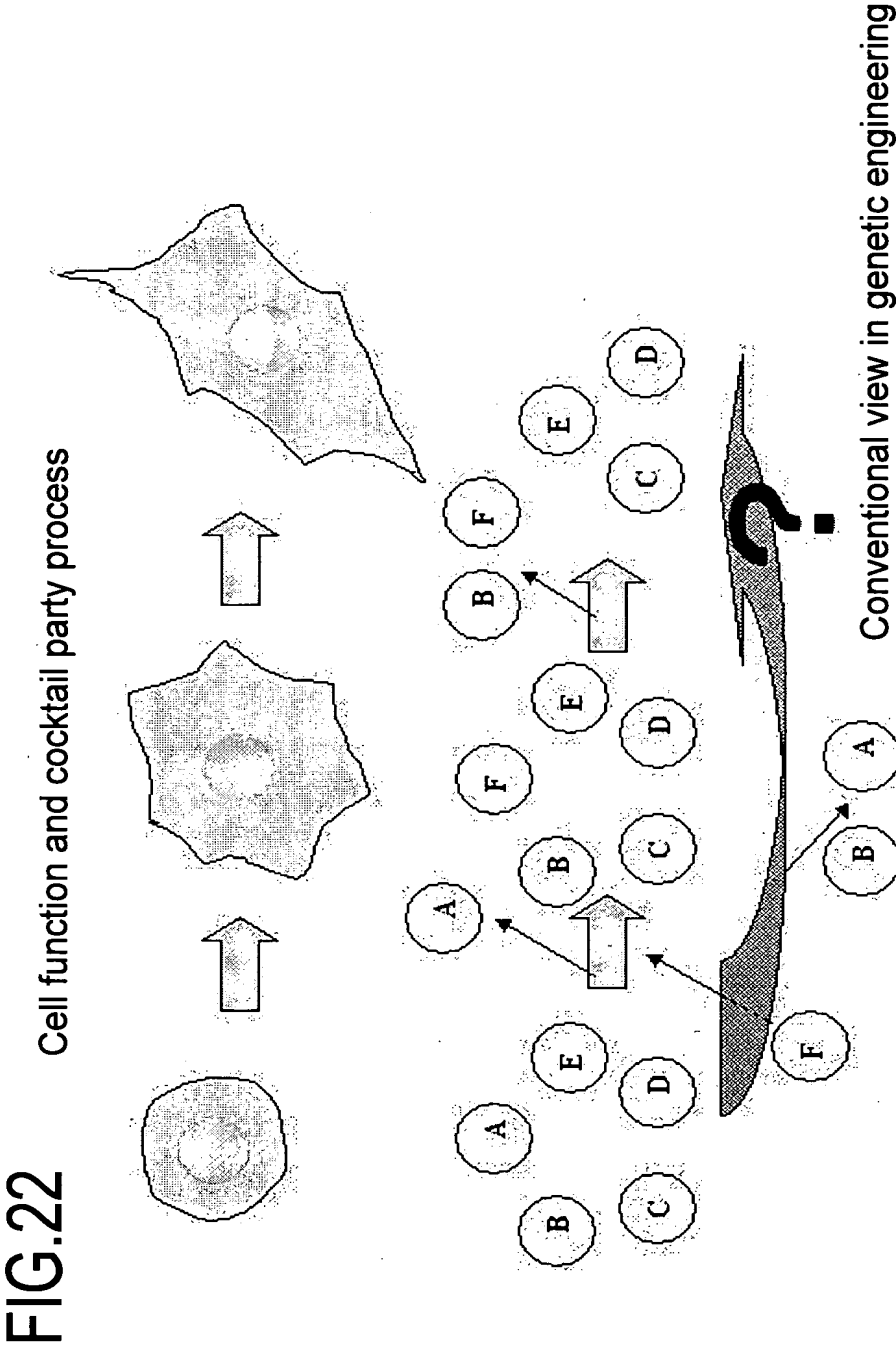 FIG.22
Cell function and cocktail party process
A
B F
A F
B B E
E E
C D C D C D
?
F
B A
Conventional view in genetic engineering